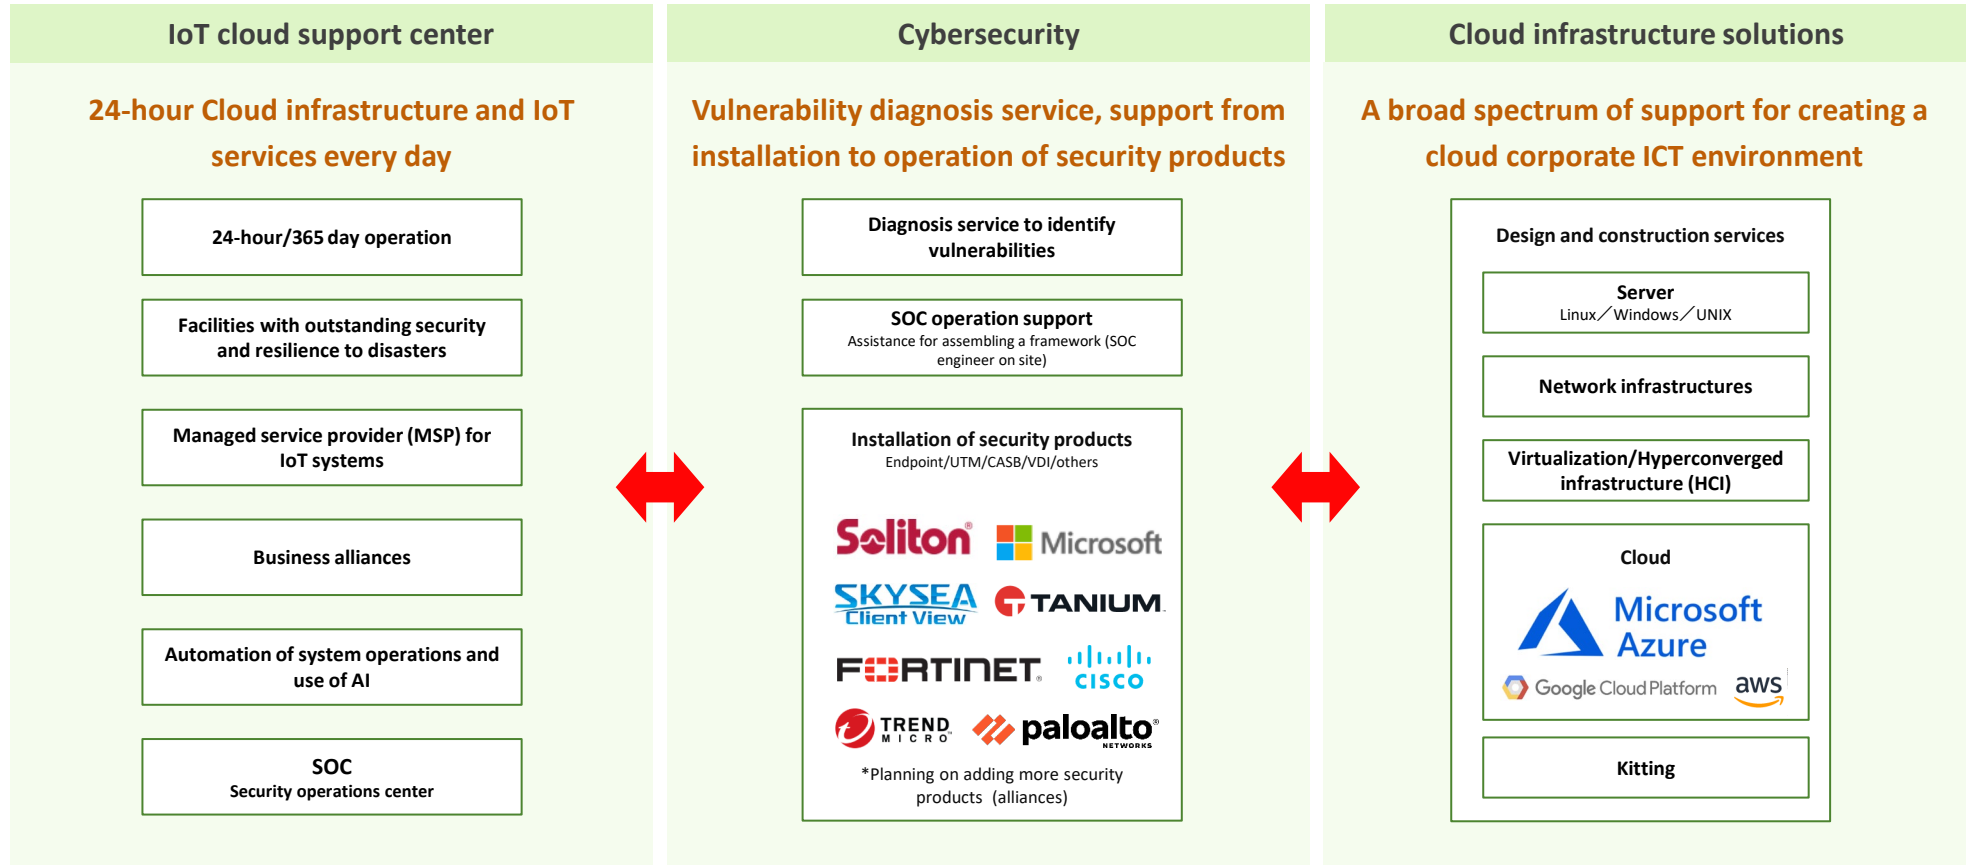 IoT cloud support center
24-hour Cloud infrastructure and IoT
services every day
24-hour/365 day operation
Facilities with outstanding security
and resilience to disasters
Managed service provider (MSP) for
IoT systems
Business alliances
Automation of system operations and
use of AI
SOC
Security operations center
Cybersecurity
Vulnerability diagnosis service, support from
installation to operation of security products
Diagnosis service to identify
vulnerabilities
SOC operation support
Assistance for assembling a framework (SOC
engineer on site)
Installation of security products
Endpoint/UTM/CASB/VDI/others
Soliton®
Microsoft
SKYSEA
Client View
TANIUM
FORTINET®
CISCO
TREND
MICRO
paloalto®
NETWORKS
*Planning on adding more security
products (alliances)
Cloud infrastructure solutions
A broad spectrum of support for creating a
cloud corporate ICT environment
Design and construction services
Server
Linux／Windows／UNIX
Network infrastructures
Virtualization/Hyperconverged
infrastructure (HCI)
Cloud
Microsoft
Azure
Google Cloud Platform
aws
Kitting